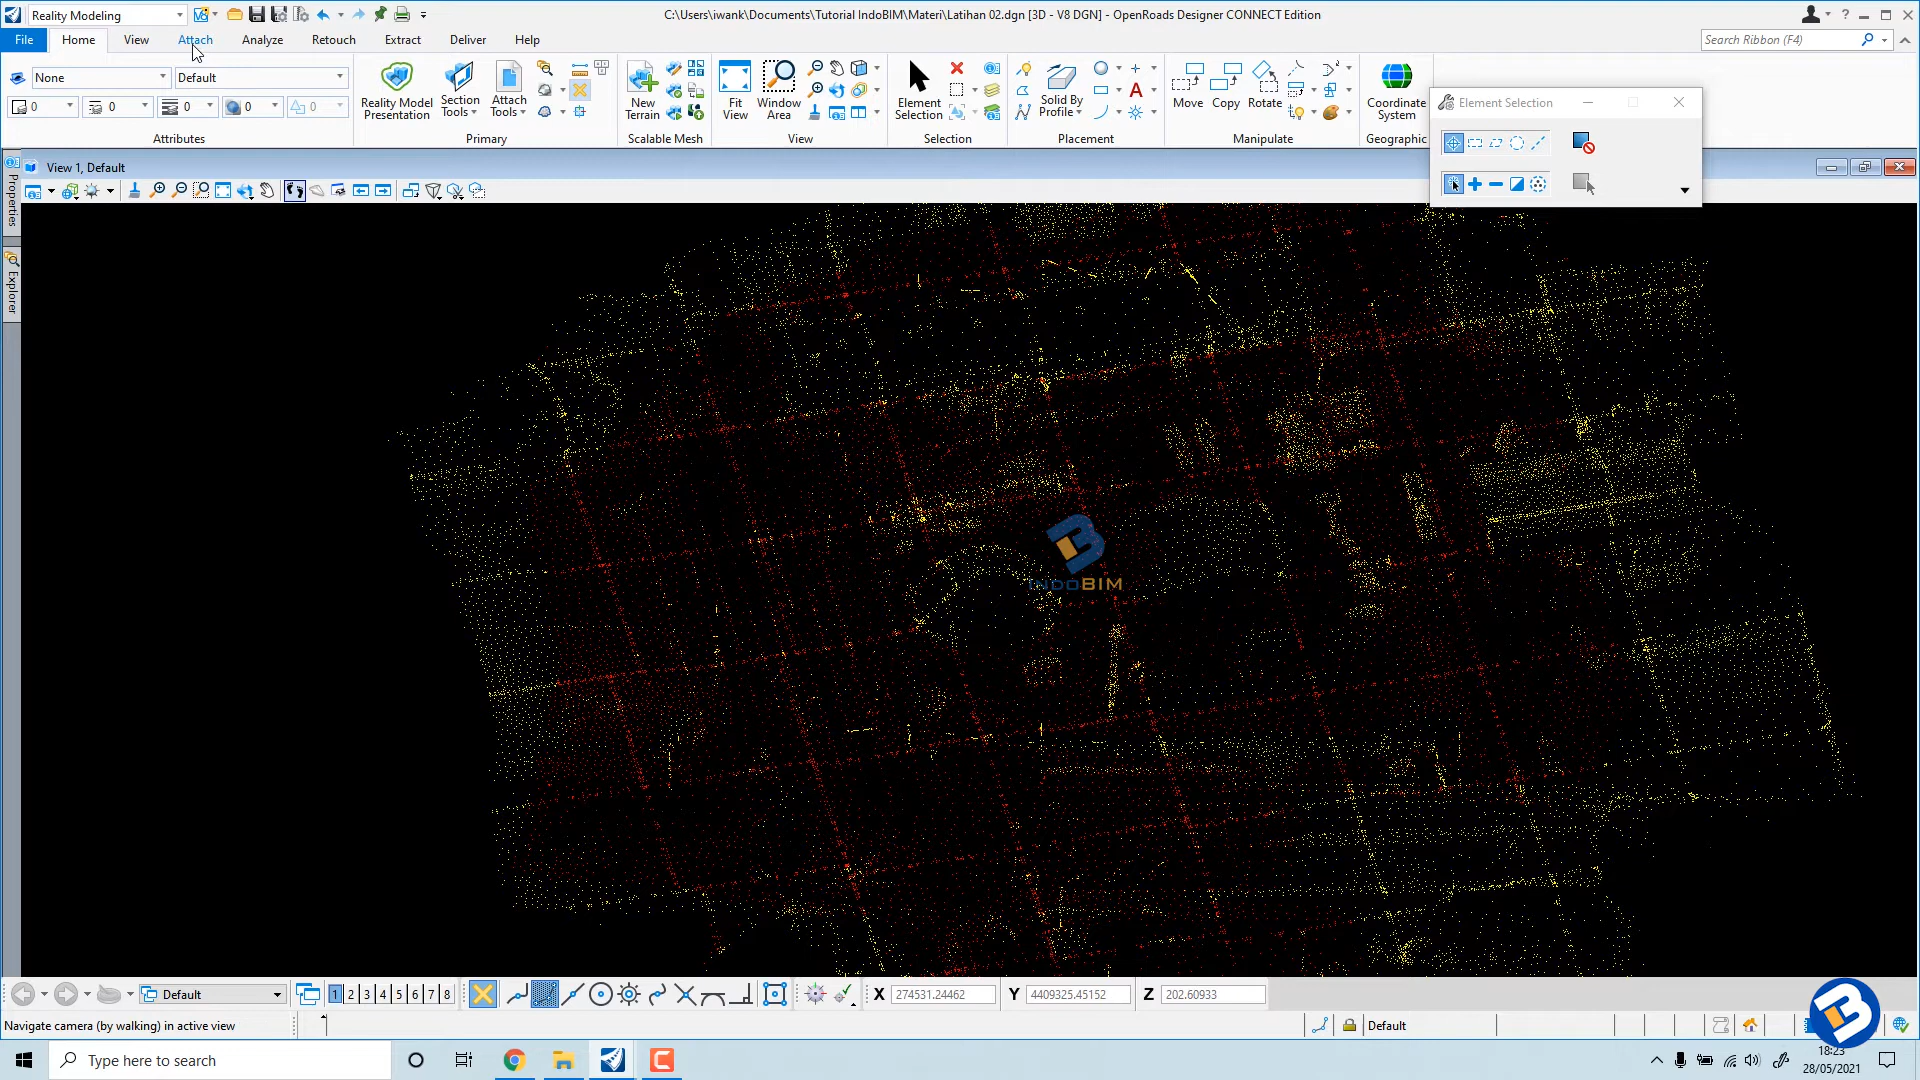 Reality Modeling
C:\Users\iwank\Documents\Tutorial IndoBIM\Materi\Latihan 02.dgn [3D - V8 DGN] - OpenRoads Designer CONNECT Edition
File Home View Attach Analyze Retouch Extract Deliver Help
Search Ribbon (F4)
None
Default
0 0 0 0 0
Attributes
Reality Model Presentation
Section Tools
Attach Tools
Primary
New Terrain
Scalable Mesh
Fit View
Window Area
View
Element Selection
Selection
Solid By Profile
Placement
Move
Copy
Rotate
Manipulate
Coordinate System
Geographic
Element Selection
View 1, Default
Properties
Explorer
INDOBIM
Default
1 2 3 4 5 6 7 8
X 274531.24462
Y 4409325.45152
Z 202.60933
Navigate camera (by walking) in active view
Default
Type here to search
18:23
28/05/2021